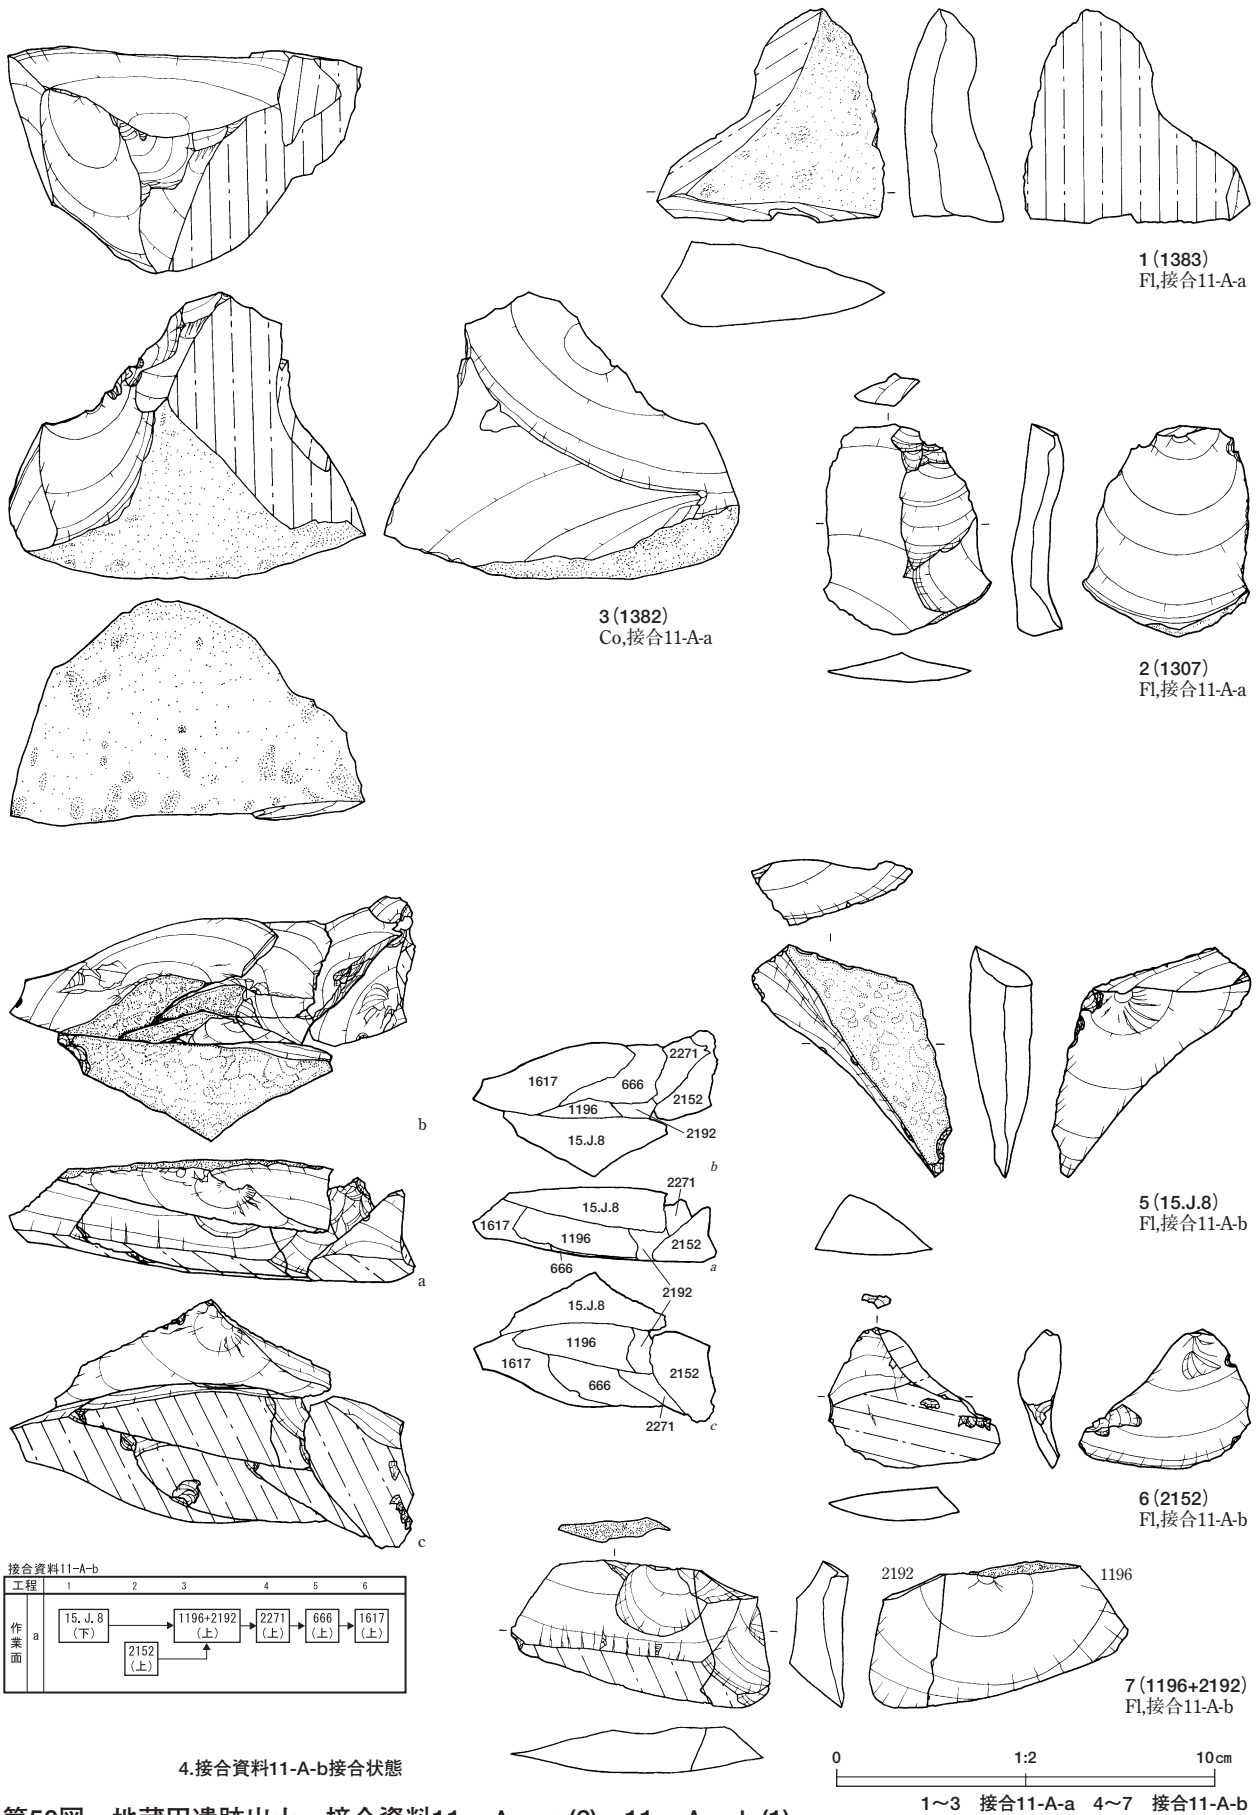 1(1383)
Fl,接合11-A-a
3(1382)
Co,接合11-A-a
2(1307)
Fl,接合11-A-a
b
1617
666
2271
2152
1196
2192
15.J.8
b
a
2271
15.J.8
1617
1196
2152
666
a
2192
15.J.8
1196
1617
666
2152
2271
c
c
5(15.J.8)
Fl,接合11-A-b
6(2152)
Fl,接合11-A-b
2192
1196
7(1196+2192)
Fl,接合11-A-b
接合資料11-A-b
工程 1 2 3 4 5 6
作業面 a
15.J.8
(下)
2152
(上)
1196+2192
(上)
2271
(上)
666
(上)
1617
(上)
4.接合資料11-A-b接合状態
0 1:2 10cm
1～3 接合11-A-a 4～7 接合11-A-b